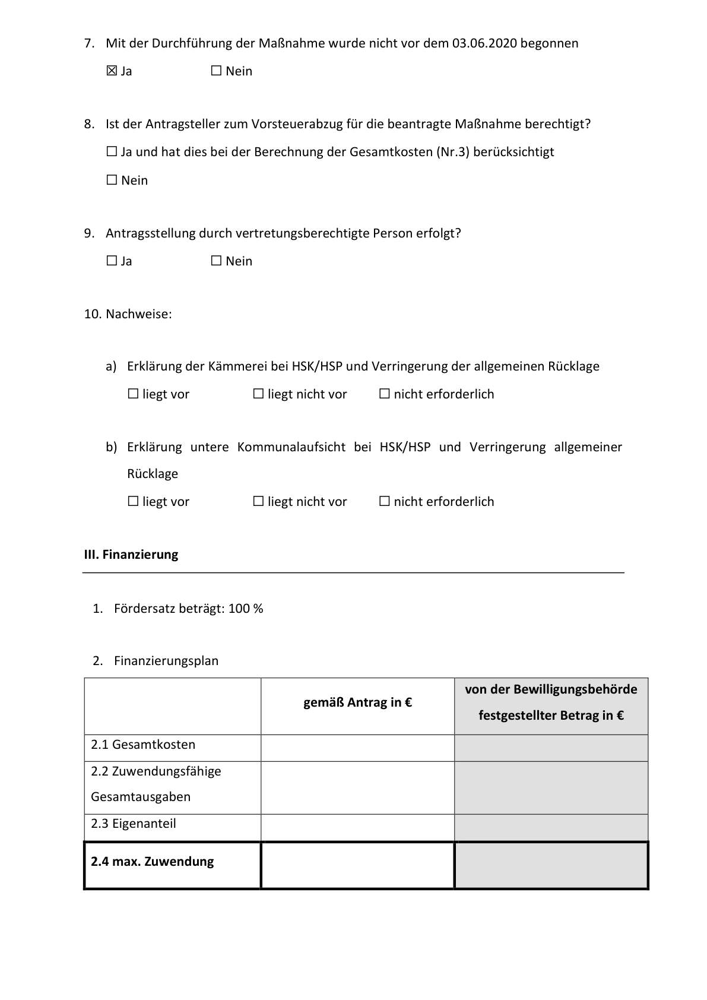 7. Mit der Durchführung der Maßnahme wurde nicht vor dem 03.06.2020 begonnen
☒ Ja ☐ Nein
8. Ist der Antragsteller zum Vorsteuerabzug für die beantragte Maßnahme berechtigt?
☐ Ja und hat dies bei der Berechnung der Gesamtkosten (Nr.3) berücksichtigt
☐ Nein
9. Antragsstellung durch vertretungsberechtigte Person erfolgt?
☐ Ja ☐ Nein
10. Nachweise:
a) Erklärung der Kämmerei bei HSK/HSP und Verringerung der allgemeinen Rücklage
☐ liegt vor ☐ liegt nicht vor ☐ nicht erforderlich
b) Erklärung untere Kommunalaufsicht bei HSK/HSP und Verringerung allgemeiner
Rücklage
☐ liegt vor ☐ liegt nicht vor ☐ nicht erforderlich
III. Finanzierung
1. Fördersatz beträgt: 100 %
2. Finanzierungsplan
gemäß Antrag in €
von der Bewilligungsbehörde
festgestellter Betrag in €
2.1 Gesamtkosten
2.2 Zuwendungsfähige
Gesamtausgaben
2.3 Eigenanteil
2.4 max. Zuwendung